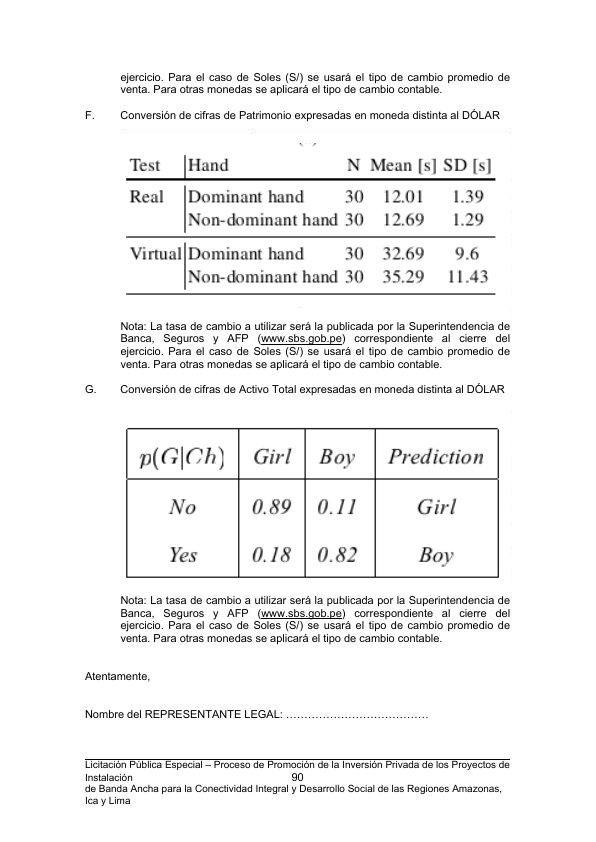 ejercicio. Para el caso de Soles (S/) se usará el tipo de cambio promedio de
venta. Para otras monedas se aplicará el tipo de cambio contable.
F. Conversión de cifras de Patrimonio expresadas en moneda distinta al DÓLAR
Test Hand N Mean [s] SD [s]
Real Dominant hand 30 12.01 1.39
Non-dominant hand 30 12.69 1.29
Virtual Dominant hand 30 32.69 9.6
Non-dominant hand 30 35.29 11.43
Nota: La tasa de cambio a utilizar será la publicada por la Superintendencia de
Banca, Seguros y AFP (www.sbs.gob.pe) correspondiente al cierre del
ejercicio. Para el caso de Soles (S/) se usará el tipo de cambio promedio de
venta. Para otras monedas se aplicará el tipo de cambio contable.
G. Conversión de cifras de Activo Total expresadas en moneda distinta al DÓLAR
p(G|Ch) Girl Boy Prediction
No 0.89 0.11 Girl
Yes 0.18 0.82 Boy
Nota: La tasa de cambio a utilizar será la publicada por la Superintendencia de
Banca, Seguros y AFP (www.sbs.gob.pe) correspondiente al cierre del
ejercicio. Para el caso de Soles (S/) se usará el tipo de cambio promedio de
venta. Para otras monedas se aplicará el tipo de cambio contable.
Atentamente,
Nombre del REPRESENTANTE LEGAL: …………………………………
Licitación Pública Especial – Proceso de Promoción de la Inversión Privada de los Proyectos de
Instalación 90
de Banda Ancha para la Conectividad Integral y Desarrollo Social de las Regiones Amazonas,
Ica y Lima